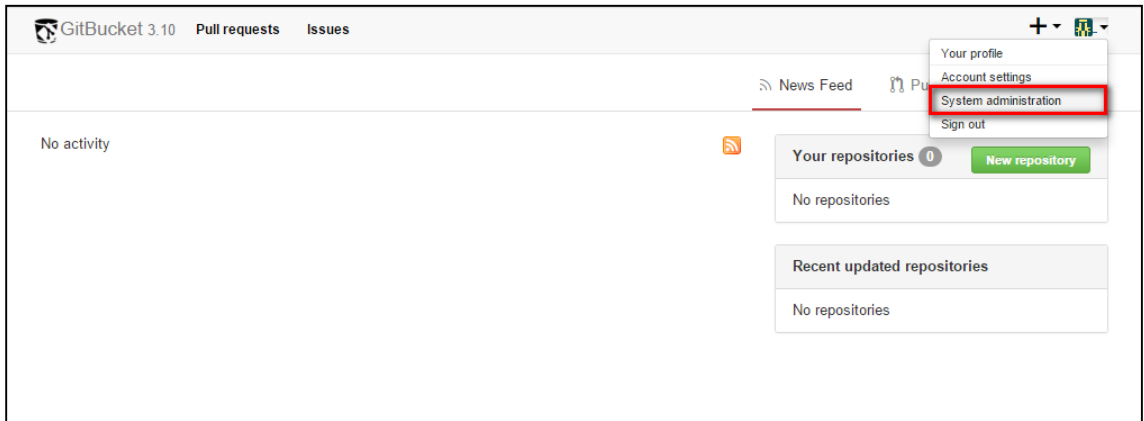 GitBucket 3.10 Pull requests Issues
Your profile
Account settings
System administration
Sign out
News Feed Pu
No activity
Your repositories 0 New repository
No repositories
Recent updated repositories
No repositories